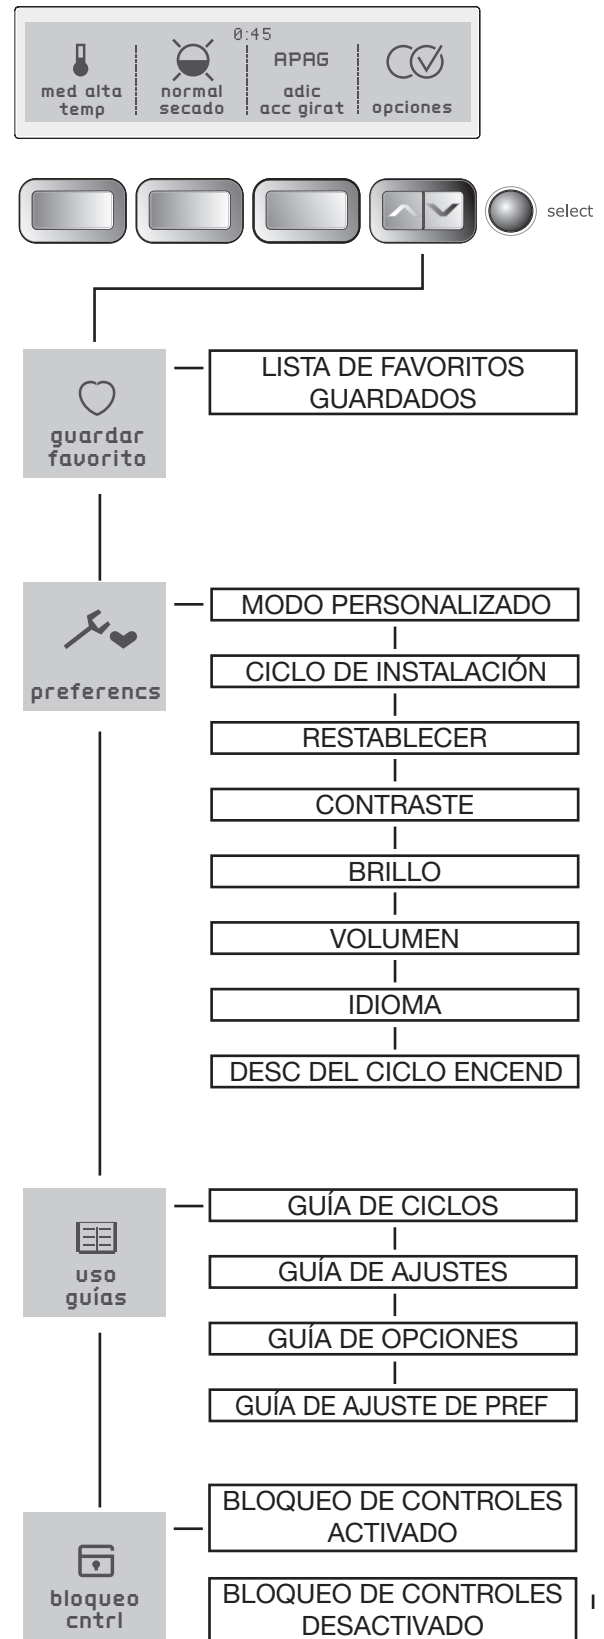 0:45
med alta
temp
normal
secado
APAG
adic
acc girat
opciones
select
guardar
favorito
LISTA DE FAVORITOS
GUARDADOS
preferencs
MODO PERSONALIZADO
CICLO DE INSTALACIÓN
RESTABLECER
CONTRASTE
BRILLO
VOLUMEN
IDIOMA
DESC DEL CICLO ENCEND
uso
guías
GUÍA DE CICLOS
GUÍA DE AJUSTES
GUÍA DE OPCIONES
GUÍA DE AJUSTE DE PREF
bloqueo
cntrl
BLOQUEO DE CONTROLES
ACTIVADO
BLOQUEO DE CONTROLES
DESACTIVADO